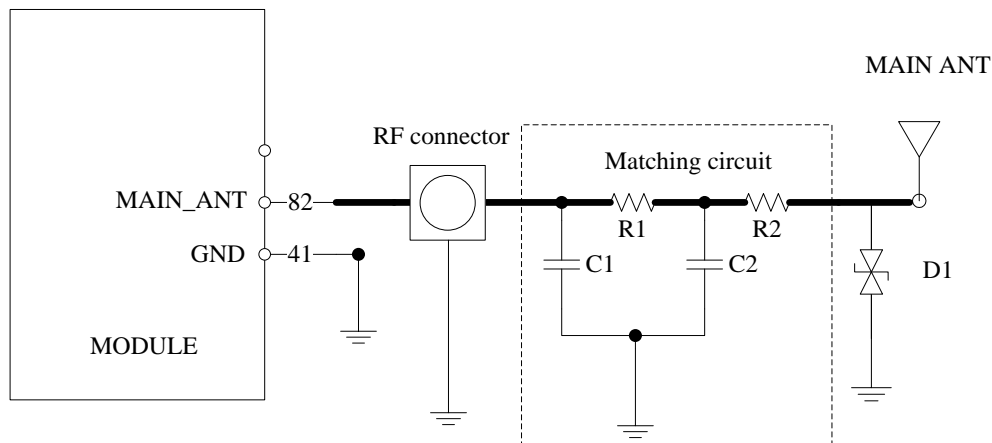 MAIN ANT
RF connector
Matching circuit
MAIN_ANT
82
R1
R2
GND
41
C1
C2
D1
MODULE